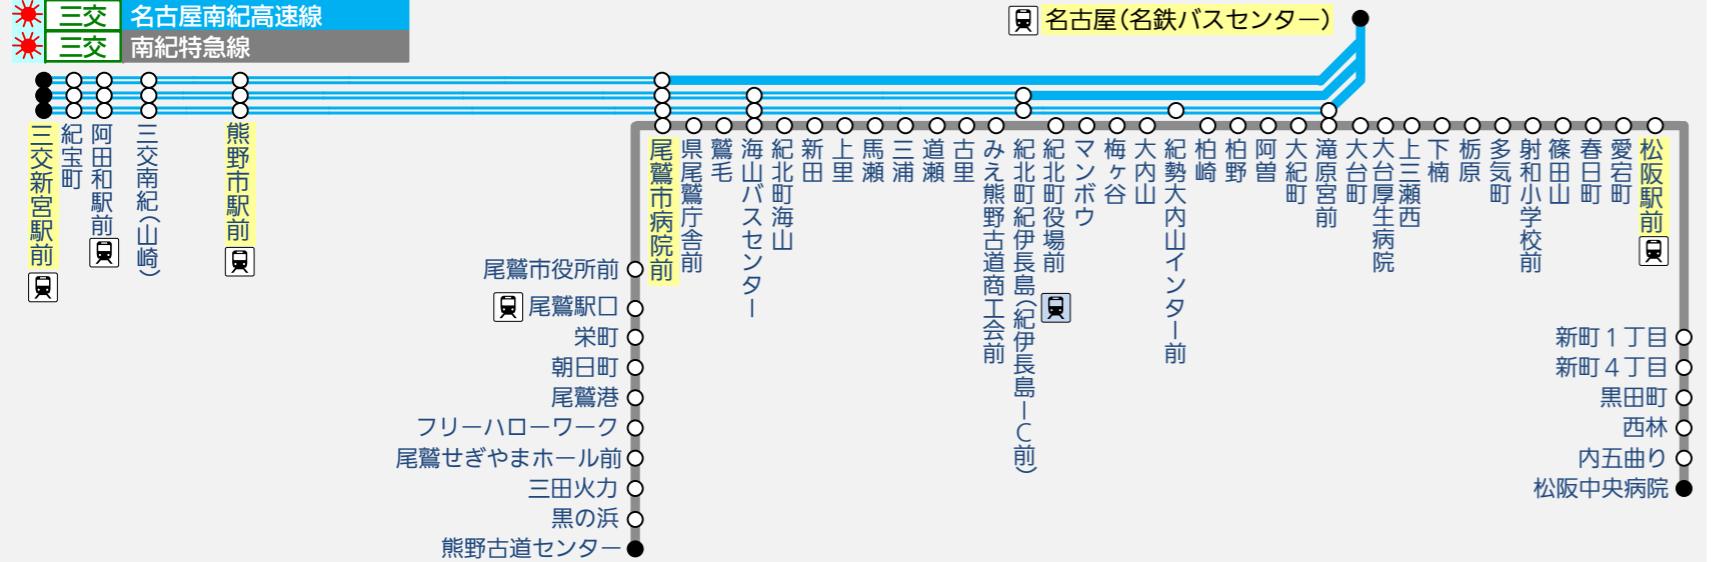 三交 名古屋南紀高速線
三交 南紀特急線
名古屋(名鉄バスセンター)
三交新宮駅前
紀宝町
阿田和駅前
三交南紀(山崎)
熊野市駅前
尾鷲市病院前
県尾鷲庁舎前
鷲毛
海山バスセンター
紀北町海山
新田
上里
馬瀬
三浦
道瀬
古里
みえ熊野古道商工会前
紀北町紀伊長島(紀伊長島IC前)
紀北町役場前
マンボウ
梅ヶ谷
大内山
紀勢大内山インター前
柏崎
柏野
阿曽
大紀町
滝原宮前
大台町
大台厚生病院
上三瀬西
下楠
栃原
多気町
射和小学校前
篠田山
春日町
愛宕町
松阪駅前
尾鷲市役所前
尾鷲駅口
栄町
朝日町
尾鷲港
フリーハローワーク
尾鷲せぎやまホール前
三田火力
黒の浜
熊野古道センター
新町1丁目
新町4丁目
黒田町
西林
内五曲り
松阪中央病院